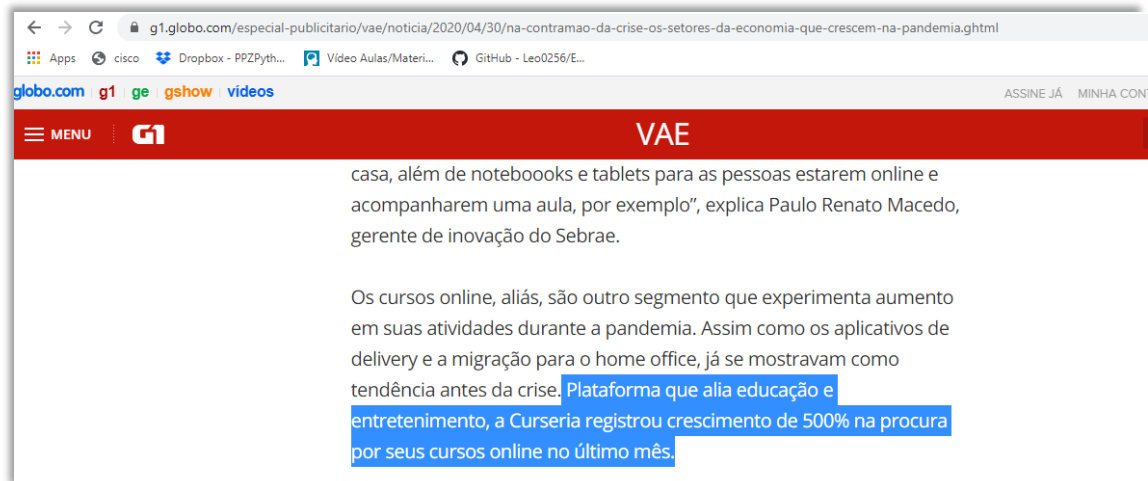 g1.globo.com/especial-publicitario/vae/noticia/2020/04/30/na-contramao-da-crise-os-setores-da-economia-que-crescem-na-pandemia.ghtml
Apps cisco Dropbox - PPZPyth... Vídeo Aulas/Materi... GitHub - Leo0256/E...
globo.com g1 ge gshow videos ASSINE JÁ MINHA CON
MENU G1 VAE
casa, além de noteboooks e tablets para as pessoas estarem online e
acompanharem uma aula, por exemplo”, explica Paulo Renato Macedo,
gerente de inovação do Sebrae.
Os cursos online, aliás, são outro segmento que experimenta aumento
em suas atividades durante a pandemia. Assim como os aplicativos de
delivery e a migração para o home office, já se mostravam como
tendência antes da crise. Plataforma que alia educação e
entretenimento, a Curseria registrou crescimento de 500% na procura
por seus cursos online no último mês.